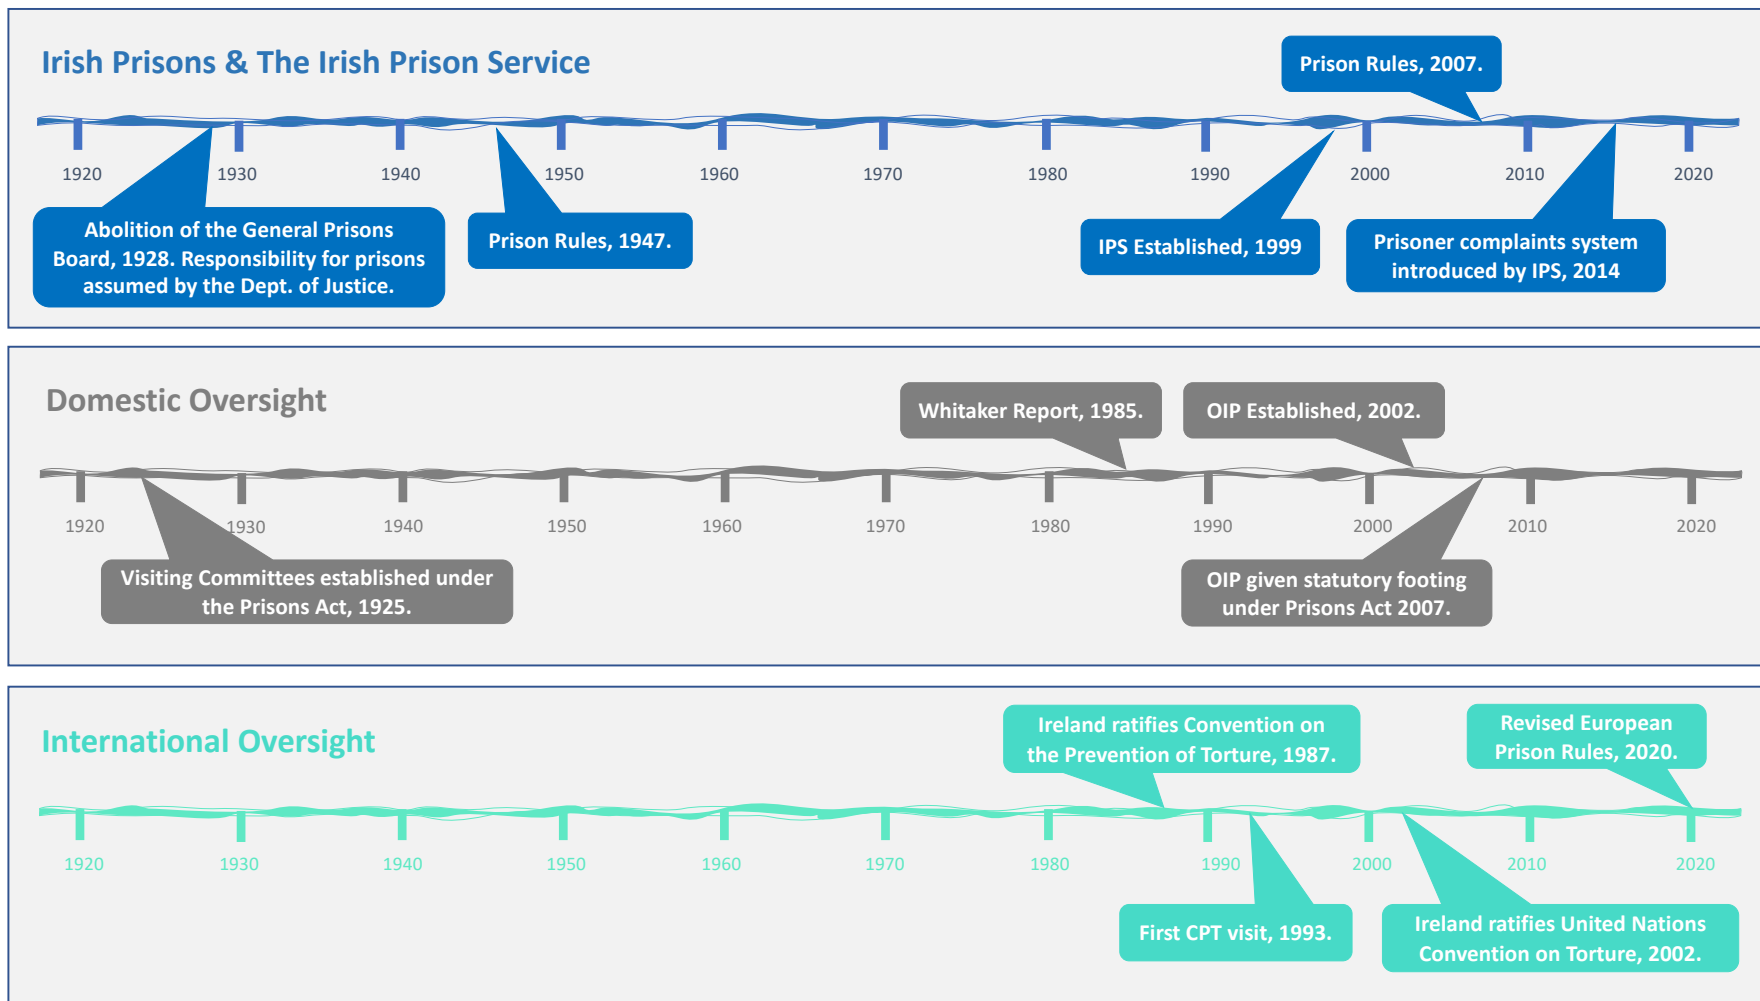 Irish Prisons & The Irish Prison Service
Prison Rules, 2007.
1920 1930 1940 1950 1960 1970 1980 1990 2000 2010 2020
Abolition of the General Prisons
Board, 1928. Responsibility for prisons
assumed by the Dept. of Justice.
Prison Rules, 1947.
IPS Established, 1999
Prisoner complaints system
introduced by IPS, 2014
Domestic Oversight
Whitaker Report, 1985.
OIP Established, 2002.
1920 1930 1940 1950 1960 1970 1980 1990 2000 2010 2020
Visiting Committees established under
the Prisons Act, 1925.
OIP given statutory footing
under Prisons Act 2007.
International Oversight
Ireland ratifies Convention on
the Prevention of Torture, 1987.
Revised European
Prison Rules, 2020.
1920 1930 1940 1950 1960 1970 1980 1990 2000 2010 2020
First CPT visit, 1993.
Ireland ratifies United Nations
Convention on Torture, 2002.